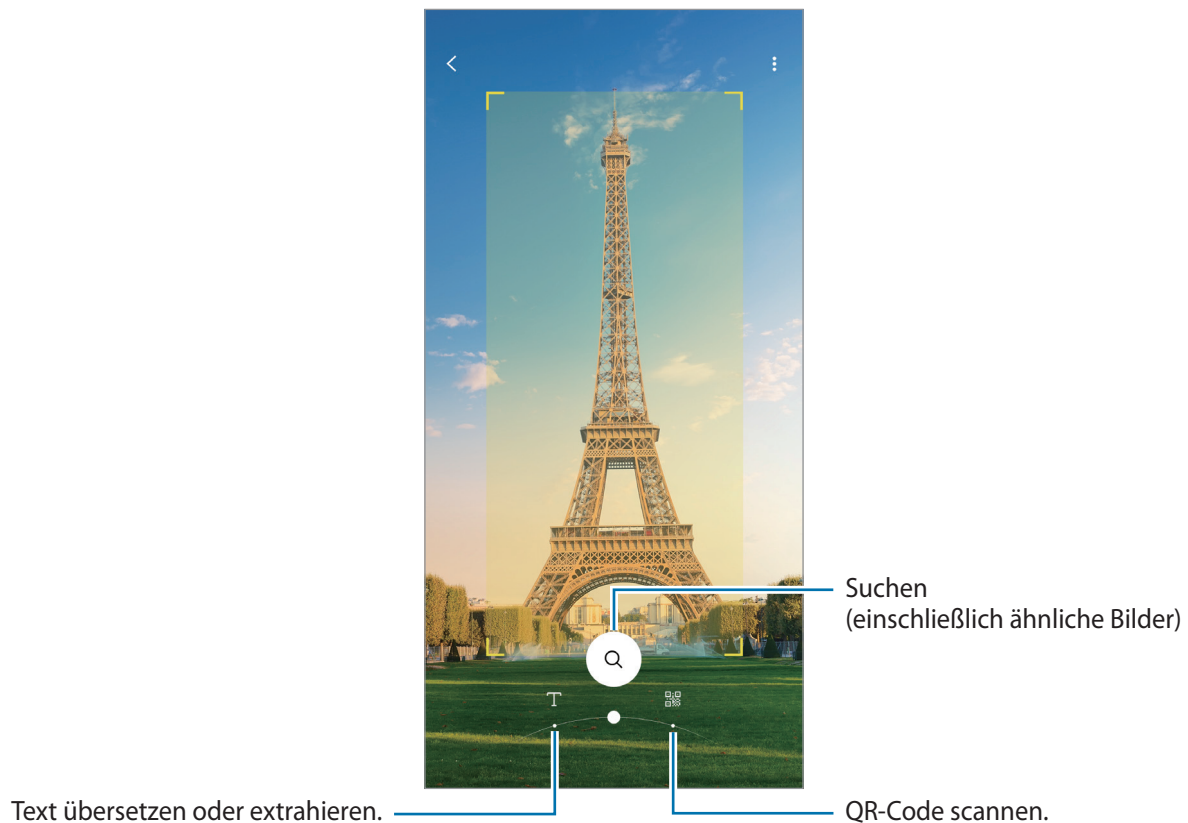 Suchen
(einschließlich ähnliche Bilder)
T
Text übersetzen oder extrahieren.
QR-Code scannen.